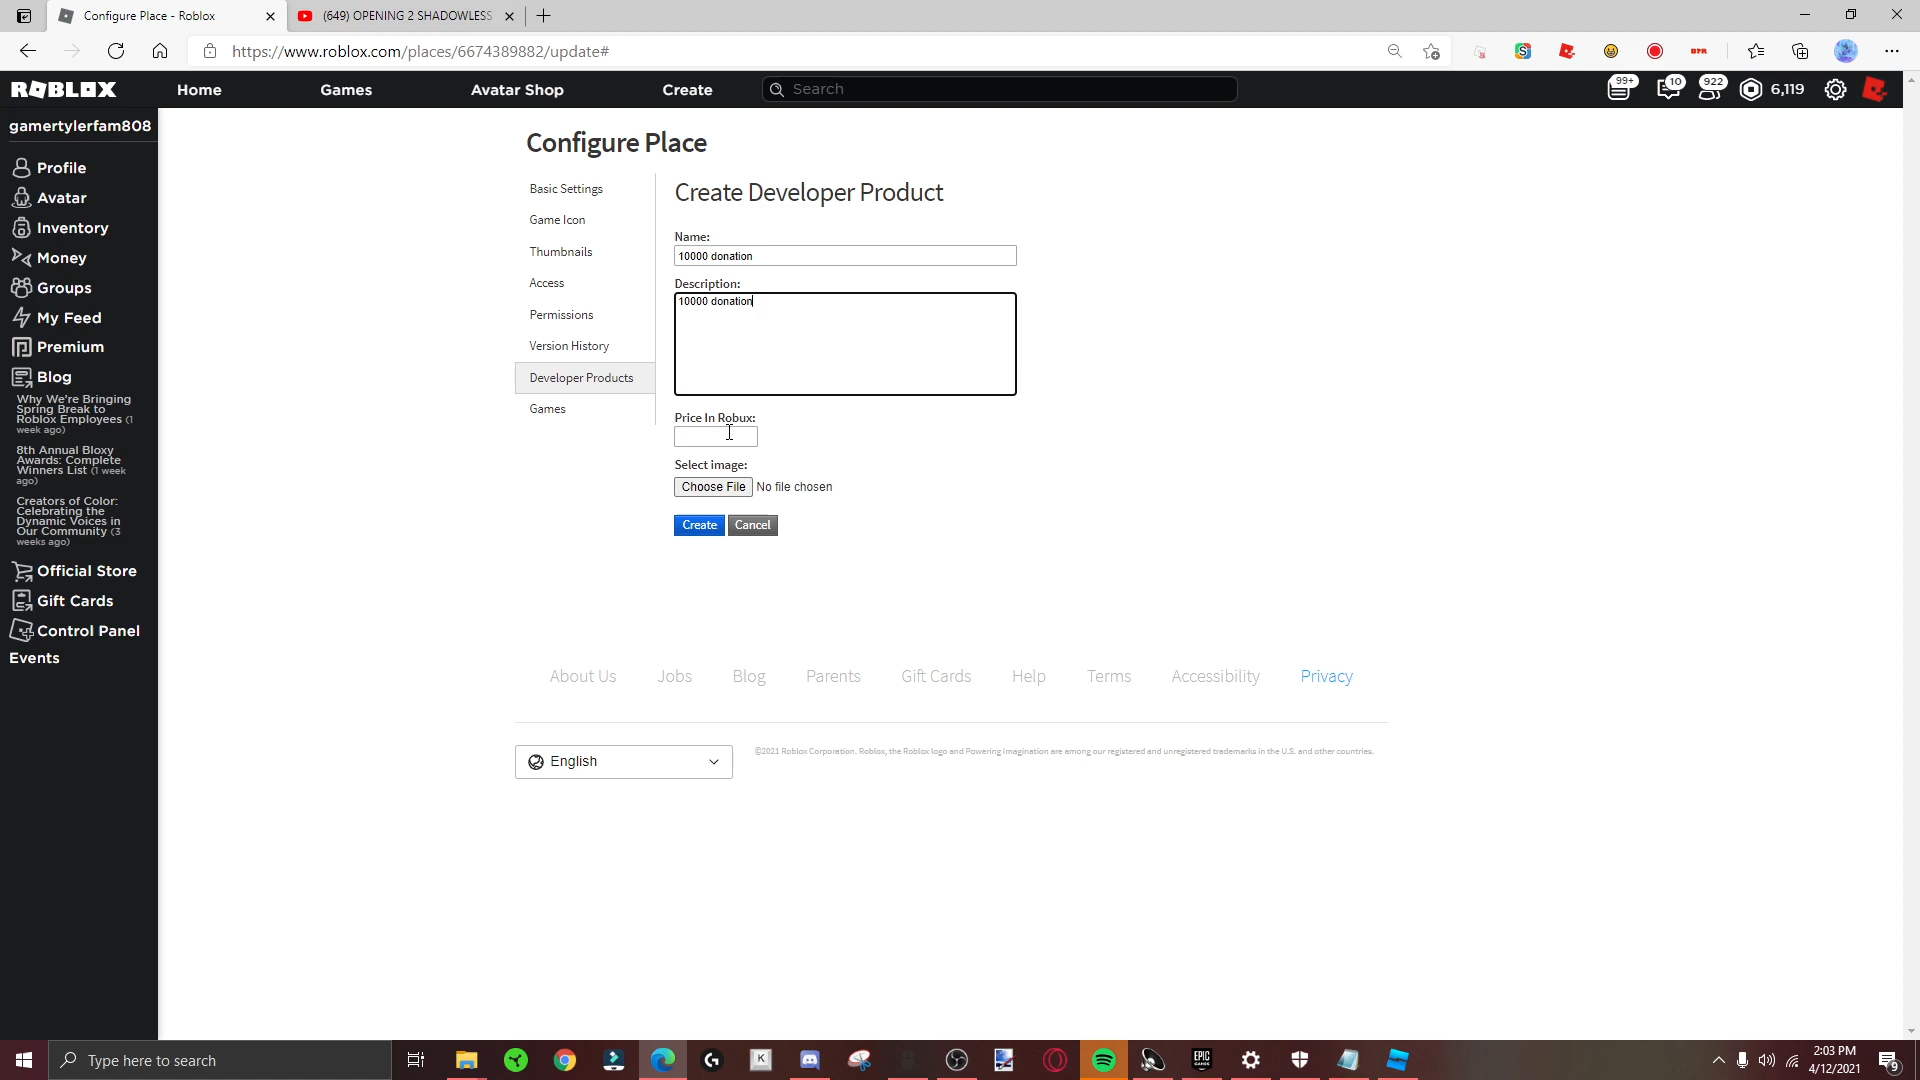 Configure Place - Roblox
(649) OPENING 2 SHADOWLESS
https://www.roblox.com/places/6674389882/update#
ROBLOX
Home
Games
Avatar Shop
Create
Search
99+
10
922
6,119
gamertylerfam808
Profile
Avatar
Inventory
Money
Groups
My Feed
Premium
Blog
Why We're Bringing
Spring Break to
Roblox Employees (1
week ago)
8th Annual Bloxy
Awards: Complete
Winners List (1 week
ago)
Creators of Color:
Celebrating the
Dynamic Voices in
Our Community (3
weeks ago)
Official Store
Gift Cards
Control Panel
Events
Configure Place
Basic Settings
Game Icon
Thumbnails
Access
Permissions
Version History
Developer Products
Games
Create Developer Product
Name:
10000 donation
Description:
10000 donation
Price In Robux:
Select image:
Choose File No file chosen
Create Cancel
About Us
Jobs
Blog
Parents
Gift Cards
Help
Terms
Accessibility
Privacy
English
©2021 Roblox Corporation. Roblox, the Roblox logo and Powering Imagination are among our registered and unregistered trademarks in the U.S. and other countries.
Type here to search
K
EPIC
GAMES
2:03 PM
4/12/2021
9